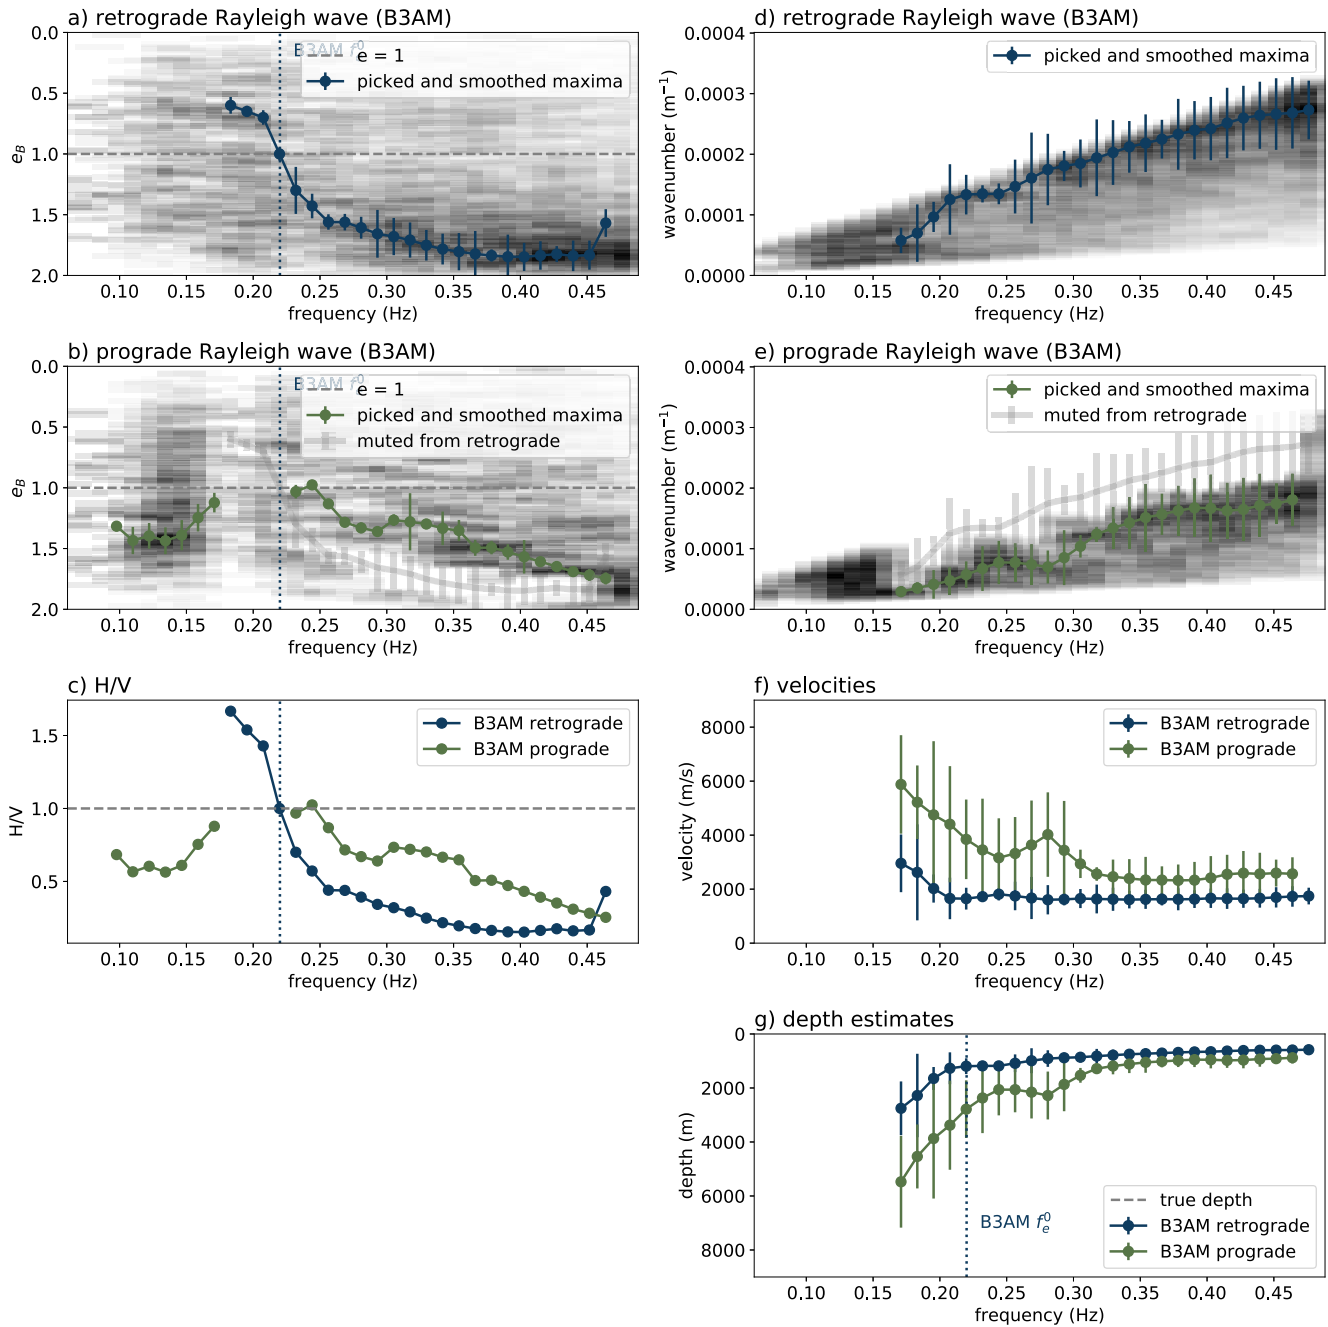 a) retrograde Rayleigh wave (B3AM)
0.0
0.5
1.0
1.5
2.0
e_B
B3AM f^0
e = 1
picked and smoothed maxima
0.10 0.15 0.20 0.25 0.30 0.35 0.40 0.45
frequency (Hz)
d) retrograde Rayleigh wave (B3AM)
0.0004
0.0003
0.0002
0.0001
0.0000
wavenumber (m⁻¹)
picked and smoothed maxima
0.10 0.15 0.20 0.25 0.30 0.35 0.40 0.45
frequency (Hz)
b) prograde Rayleigh wave (B3AM)
0.0
0.5
1.0
1.5
2.0
e_B
B3AM f^0
e = 1
picked and smoothed maxima
muted from retrograde
0.10 0.15 0.20 0.25 0.30 0.35 0.40 0.45
frequency (Hz)
e) prograde Rayleigh wave (B3AM)
0.0004
0.0003
0.0002
0.0001
0.0000
wavenumber (m⁻¹)
picked and smoothed maxima
muted from retrograde
0.10 0.15 0.20 0.25 0.30 0.35 0.40 0.45
frequency (Hz)
c) H/V
1.5
1.0
0.5
H/V
B3AM retrograde
B3AM prograde
0.10 0.15 0.20 0.25 0.30 0.35 0.40 0.45
frequency (Hz)
f) velocities
8000
6000
4000
2000
0
velocity (m/s)
B3AM retrograde
B3AM prograde
0.10 0.15 0.20 0.25 0.30 0.35 0.40 0.45
frequency (Hz)
g) depth estimates
0
2000
4000
6000
8000
depth (m)
B3AM f_e^0
true depth
B3AM retrograde
B3AM prograde
0.10 0.15 0.20 0.25 0.30 0.35 0.40 0.45
frequency (Hz)